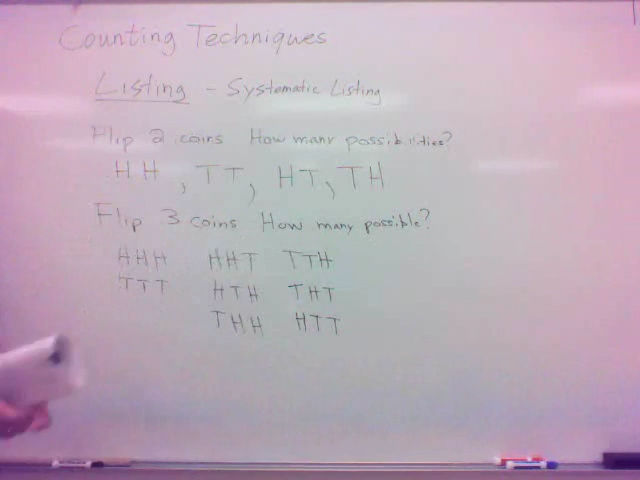 Counting Techniques
Listing - Systematic Listing
Flip 2 coins How many possibilities?
HH, TT, HT, TH
Flip 3 coins How many possible?
HHH HHT TTH
TTT HTH THT
THH HTT